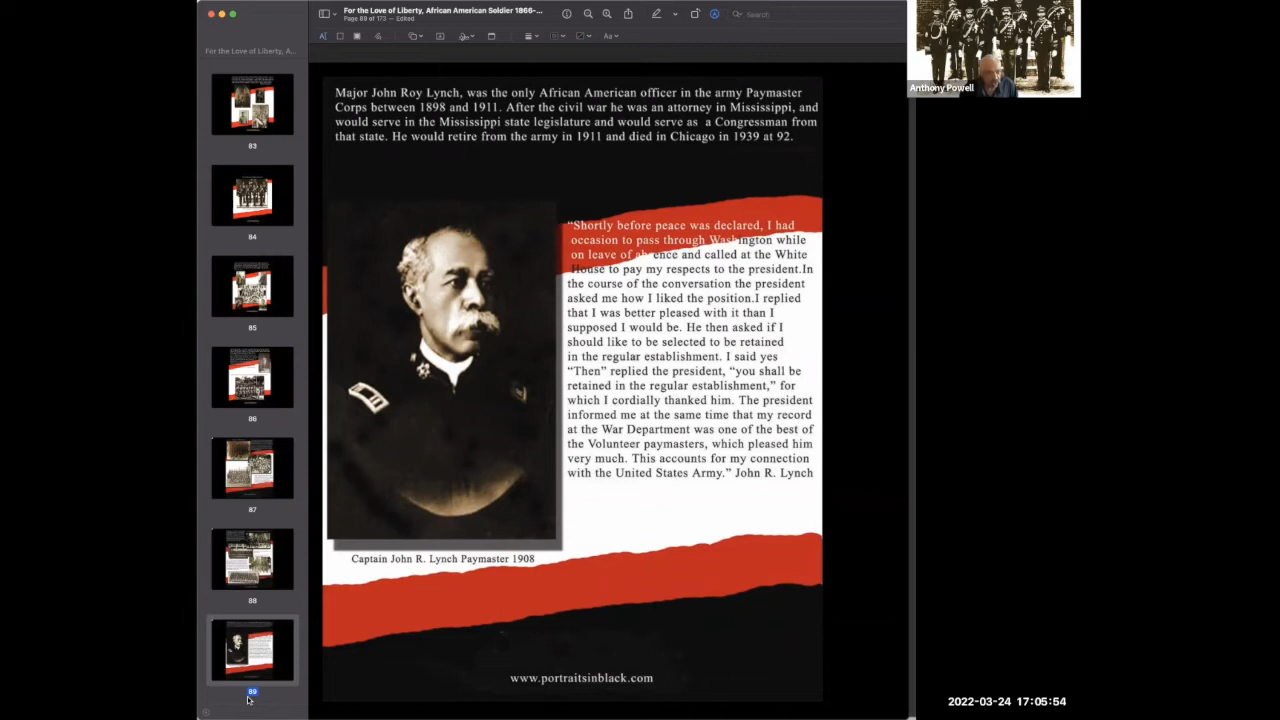 For the Love of Liberty, African American Soldier 1866-...
Page 89 of 173 — Edited
Search
For the Love of Liberty, A...
83
84
85
86
87
88
89
Major John Roy Lynch, was the only African American officer in the army Paymaster
Corps between 1898 and 1911. After the civil war he was an attorney in Mississippi, and
would serve in the Mississippi state legislature and would serve as a Congressman from
that state. He would retire from the army in 1911 and died in Chicago in 1939 at 92.
“Shortly before peace was declared, I had
occasion to pass through Washington while
on leave of absence and called at the White
House to pay my respects to the president.In
the course of the conversation the president
asked me how I liked the position.I replied
that I was better pleased with it than I
supposed I would be. He then asked if I
should like to be selected to be retained
in the regular establishment. I said yes
“Then” replied the president, “you shall be
retained in the regular establishment,” for
which I cordially thanked him. The president
informed me at the same time that my record
at the War Department was one of the best of
the Volunteer paymasters, which pleased him
very much. This accounts for my connection
with the United States Army.” John R. Lynch
Captain John R. Lynch Paymaster 1908
www.portraitsinblack.com
Anthony Powell
2022-03-24 17:05:54